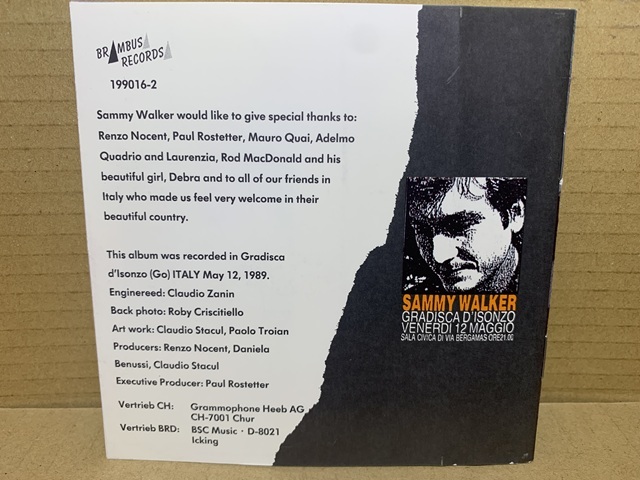 BRAMBUS
RECORDS
199016-2
Sammy Walker would like to give special thanks to:
Renzo Nocent, Paul Rostetter, Mauro Quai, Adelmo
Quadrio and Laurenzia, Rod MacDonald and his
beautiful girl, Debra and to all of our friends in
Italy who made us feel very welcome in their
beautiful country.
This album was recorded in Gradisca
d'Isonzo (Go) ITALY May 12, 1989.
Engineered: Claudio Zanin
Back photo: Roby Criscitiello
Art work: Claudio Stacul, Paolo Troian
Producers: Renzo Nocent, Daniela
Benussi, Claudio Stacul
Executive Producer: Paul Rostetter
Vertrieb CH: Grammophone Heeb AG
CH-7001 Chur
Vertrieb BRD: BSC Music · D-8021
Icking
SAMMY WALKER
GRADISCA D'ISONZO
VENERDI 12 MAGGIO
SALA CIVICA DI VIA BERGAMAS ORE21.00